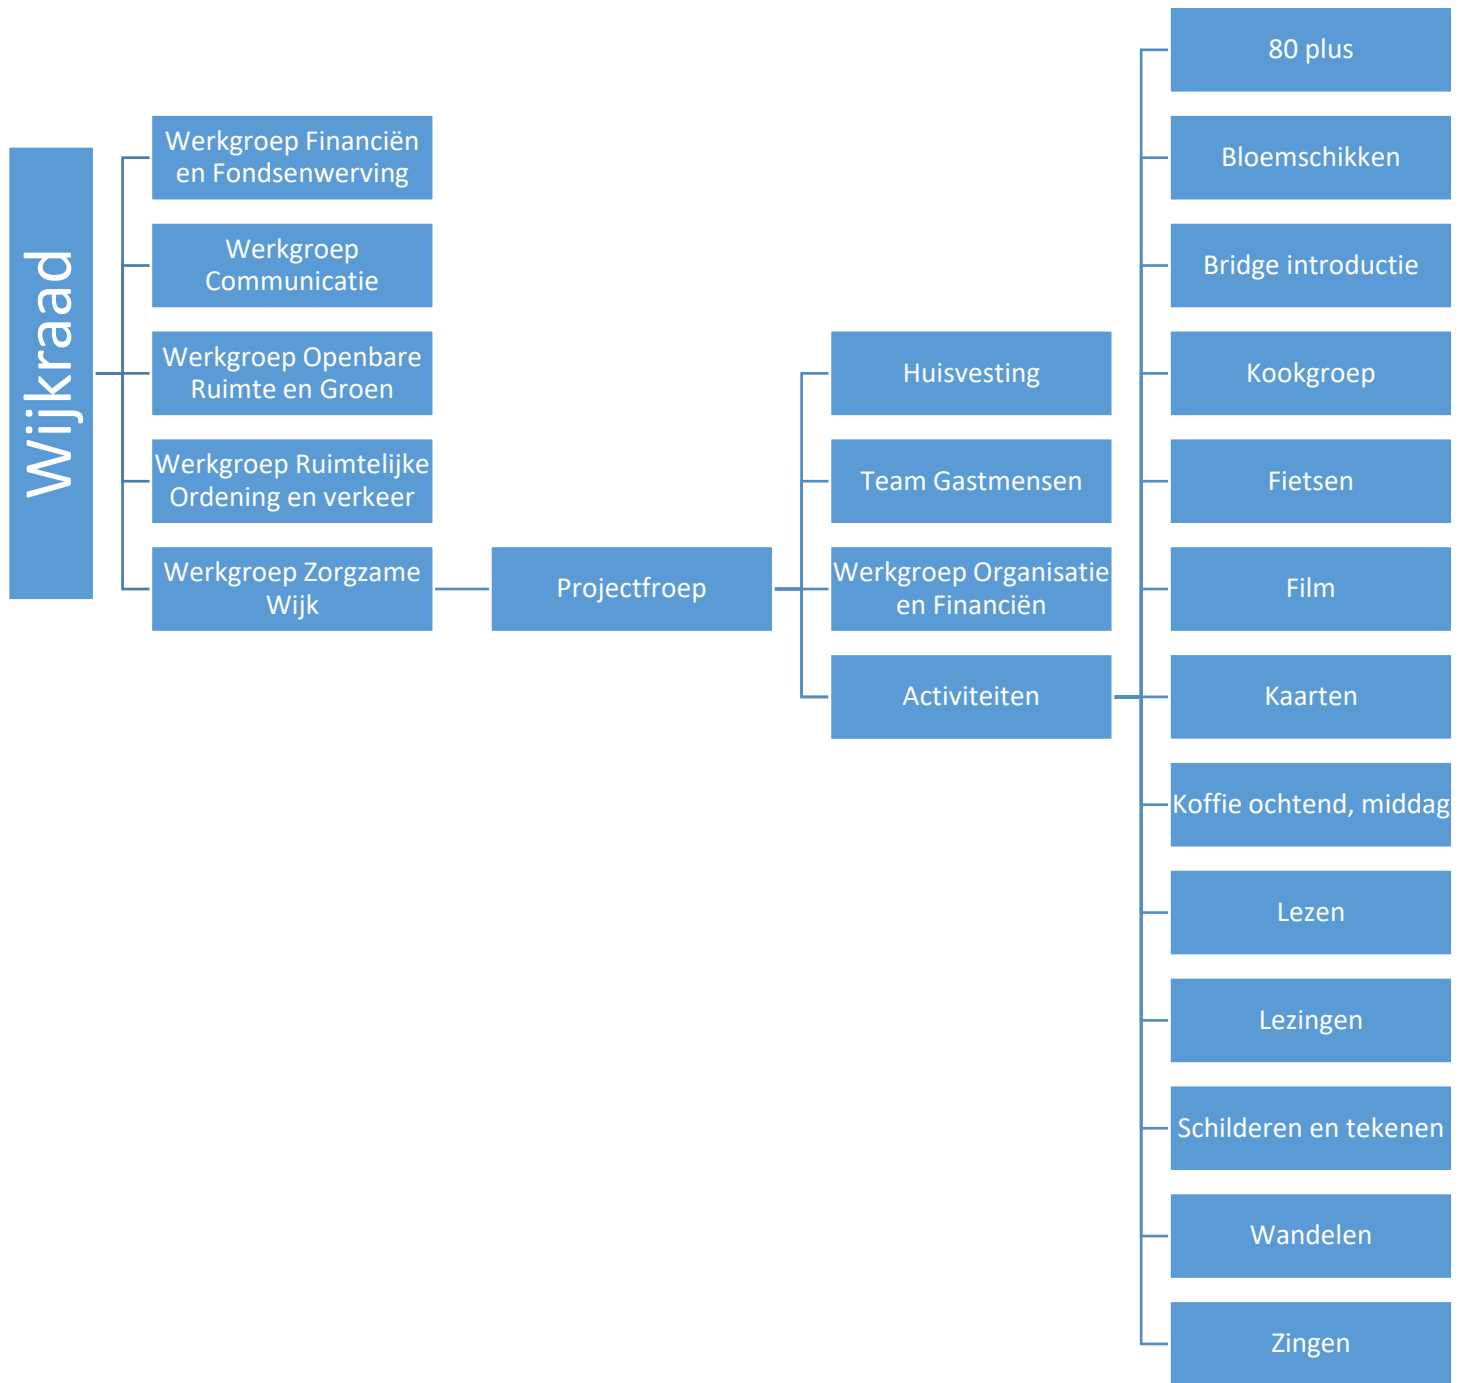 Wijkraad
Werkgroep Financiën
en Fondsenwerving
Werkgroep
Communicatie
Werkgroep Openbare
Ruimte en Groen
Werkgroep Ruimtelijke
Ordening en verkeer
Werkgroep Zorgzame
Wijk
Projectfroep
Huisvesting
Team Gastmensen
Werkgroep Organisatie
en Financiën
Activiteiten
80 plus
Bloemschikken
Bridge introductie
Kookgroep
Fietsen
Film
Kaarten
Koffie ochtend, middag
Lezen
Lezingen
Schilderen en tekenen
Wandelen
Zingen